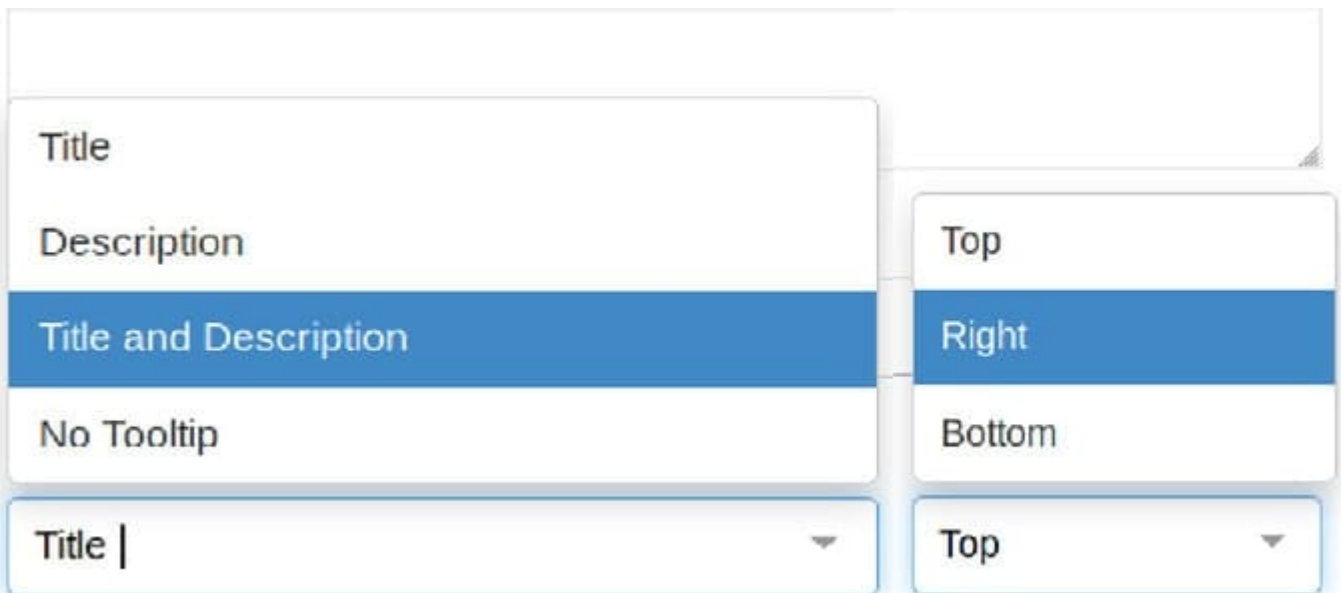 Title
Description
Title and Description
No Tooltip
Title
Top
Right
Bottom
Top